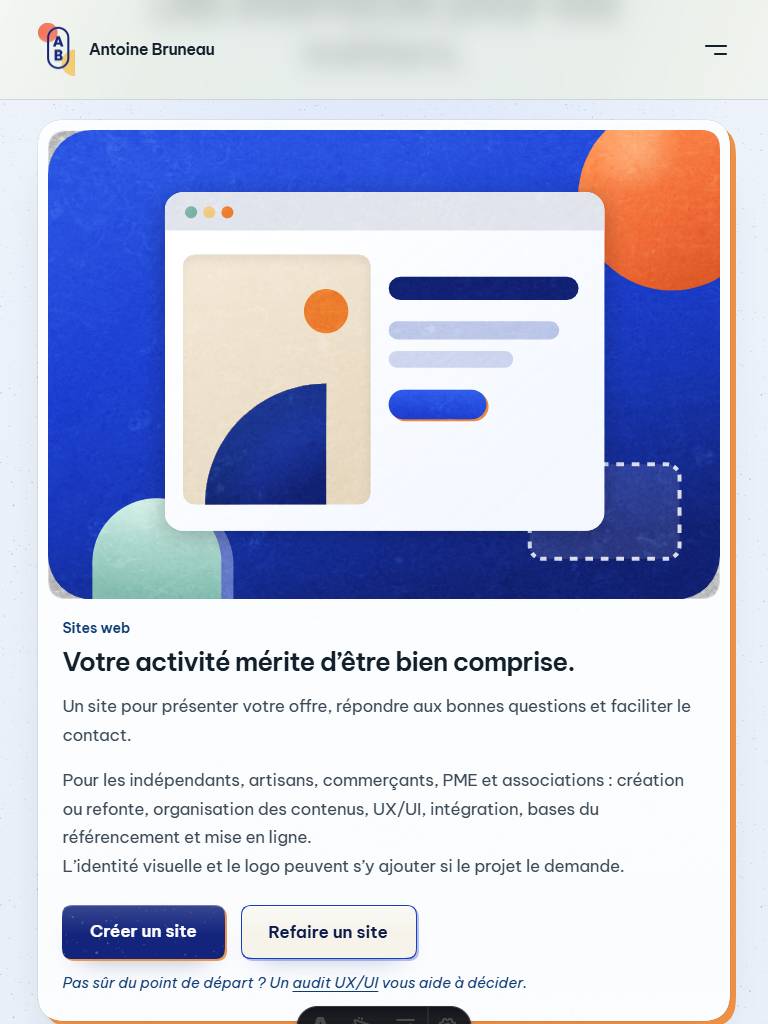 A
B
Antoine Bruneau
Sites web
Votre activité mérite d’être bien comprise.
Un site pour présenter votre offre, répondre aux bonnes questions et faciliter le
contact.
Pour les indépendants, artisans, commerçants, PME et associations : création
ou refonte, organisation des contenus, UX/UI, intégration, bases du
référencement et mise en ligne.
L’identité visuelle et le logo peuvent s’y ajouter si le projet le demande.
Créer un site
Refaire un site
Pas sûr du point de départ ? Un audit UX/UI vous aide à décider.